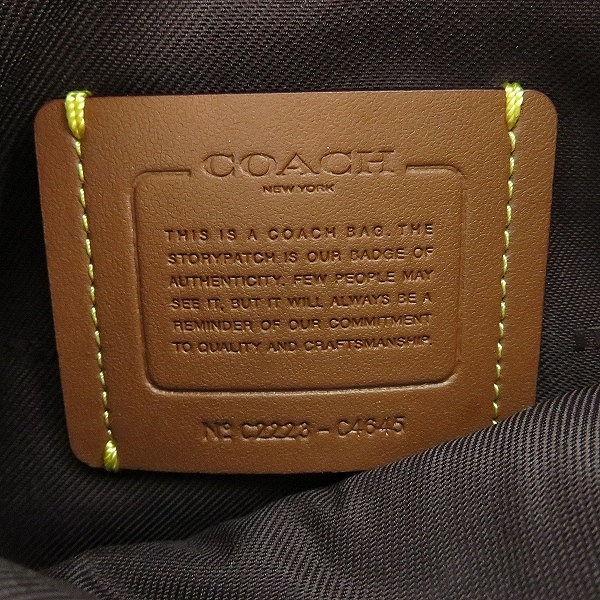 COACH
NEW YORK
THIS IS A COACH BAG. THE
STORYPATCH IS OUR BADGE OF
AUTHENTICITY. FEW PEOPLE MAY
SEE IT, BUT IT WILL ALWAYS BE A
REMINDER OF OUR COMMITMENT
TO QUALITY AND CRAFTSMANSHIP.
No C2223 - C4645